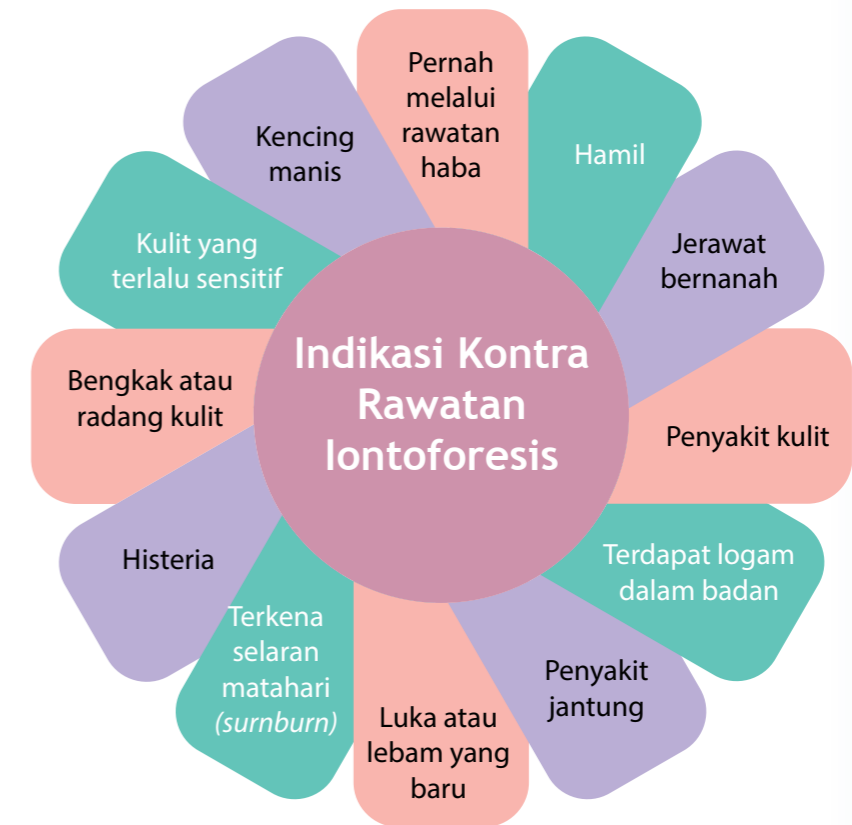 Indikasi Kontra
Rawatan
Iontoforesis
Pernah
melalui
rawatan
haba
Hamil
Jerawat
bernanah
Penyakit kulit
Terdapat logam
dalam badan
Penyakit
jantung
Luka atau
lebam yang
baru
Terkena
selaran
matahari
(surnburn)
Histeria
Bengkak atau
radang kulit
Kulit yang
terlalu sensitif
Kencing
manis